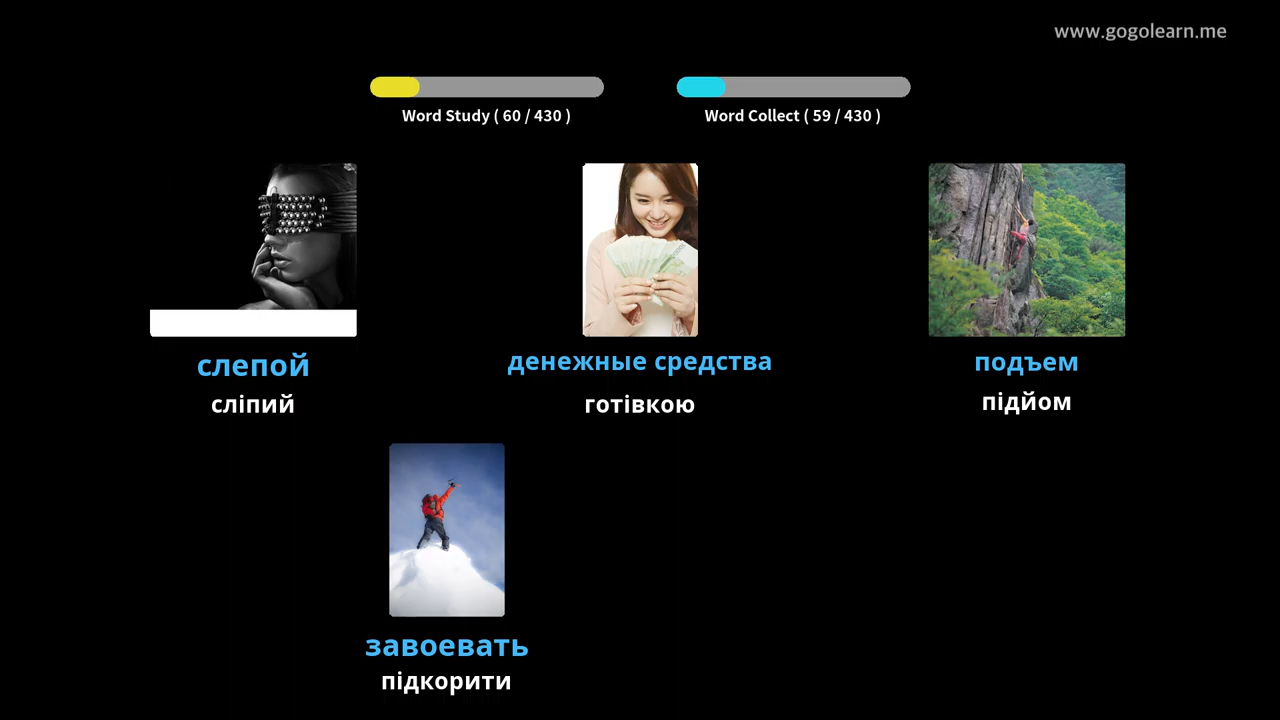 www.gogolearn.me
Word Study ( 60 / 430 )
Word Collect ( 59 / 430 )
слепой
денежные средства
подъем
сліпий
готівкою
підйом
завоевать
підкорити